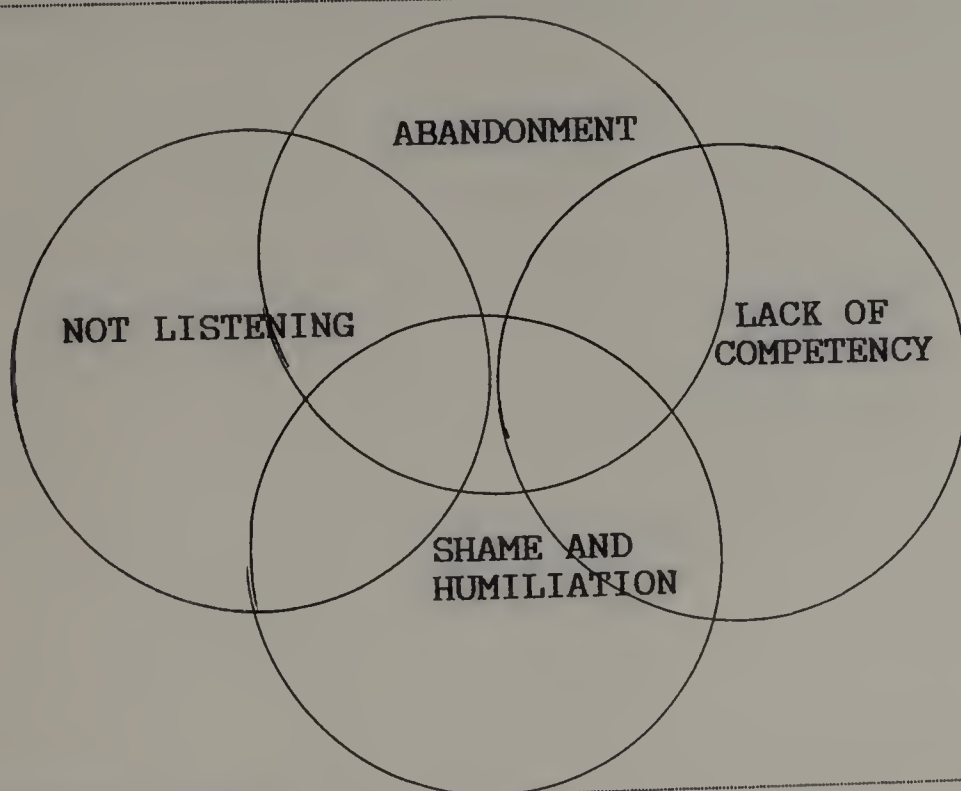 ABANDONMENT
NOT LISTENING
LACK OF
COMPETENCY
SHAME AND
HUMILIATION